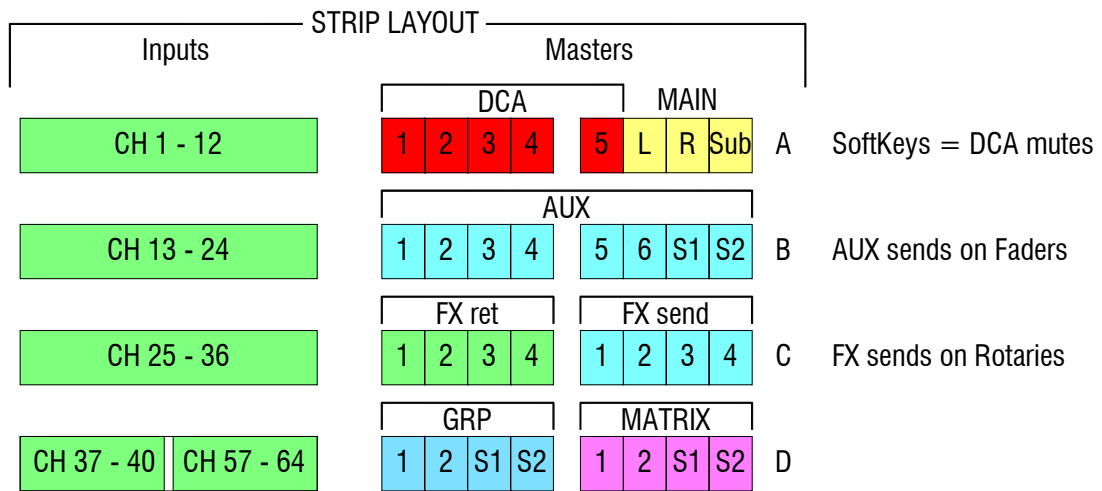 STRIP LAYOUT
Inputs Masters
DCA MAIN
CH 1 - 12 1 2 3 4 5 L R Sub A SoftKeys = DCA mutes
AUX
CH 13 - 24 1 2 3 4 5 6 S1 S2 B AUX sends on Faders
FX ret FX send
CH 25 - 36 1 2 3 4 1 2 3 4 C FX sends on Rotaries
GRP MATRIX
CH 37 - 40 CH 57 - 64 1 2 S1 S2 1 2 S1 S2 D